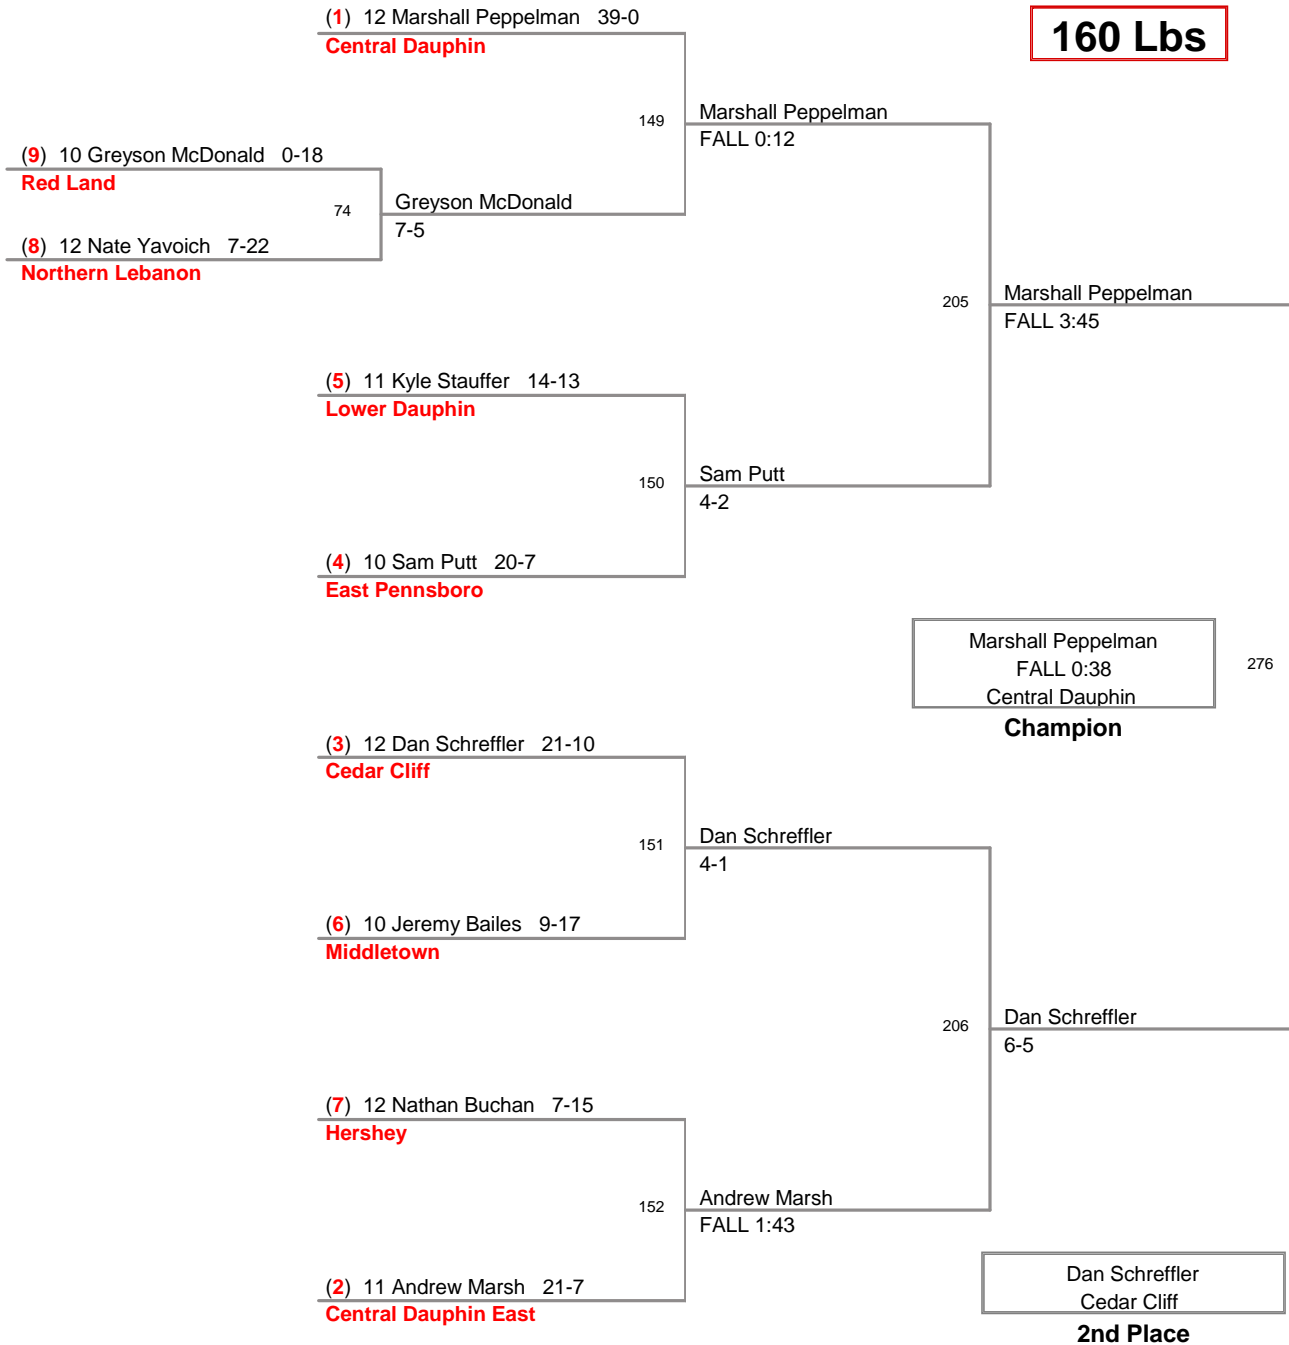 (1) 12 Marshall Peppelman 39-0
Central Dauphin
160 Lbs
149
Marshall Peppelman
FALL 0:12
(9) 10 Greyson McDonald 0-18
Red Land
74
Greyson McDonald
7-5
(8) 12 Nate Yavoich 7-22
Northern Lebanon
205
Marshall Peppelman
FALL 3:45
(5) 11 Kyle Stauffer 14-13
Lower Dauphin
150
Sam Putt
4-2
(4) 10 Sam Putt 20-7
East Pennsboro
Marshall Peppelman
FALL 0:38
Central Dauphin
276
Champion
(3) 12 Dan Schreffler 21-10
Cedar Cliff
151
Dan Schreffler
4-1
(6) 10 Jeremy Bailes 9-17
Middletown
206
Dan Schreffler
6-5
(7) 12 Nathan Buchan 7-15
Hershey
152
Andrew Marsh
FALL 1:43
(2) 11 Andrew Marsh 21-7
Central Dauphin East
Dan Schreffler
Cedar Cliff
2nd Place